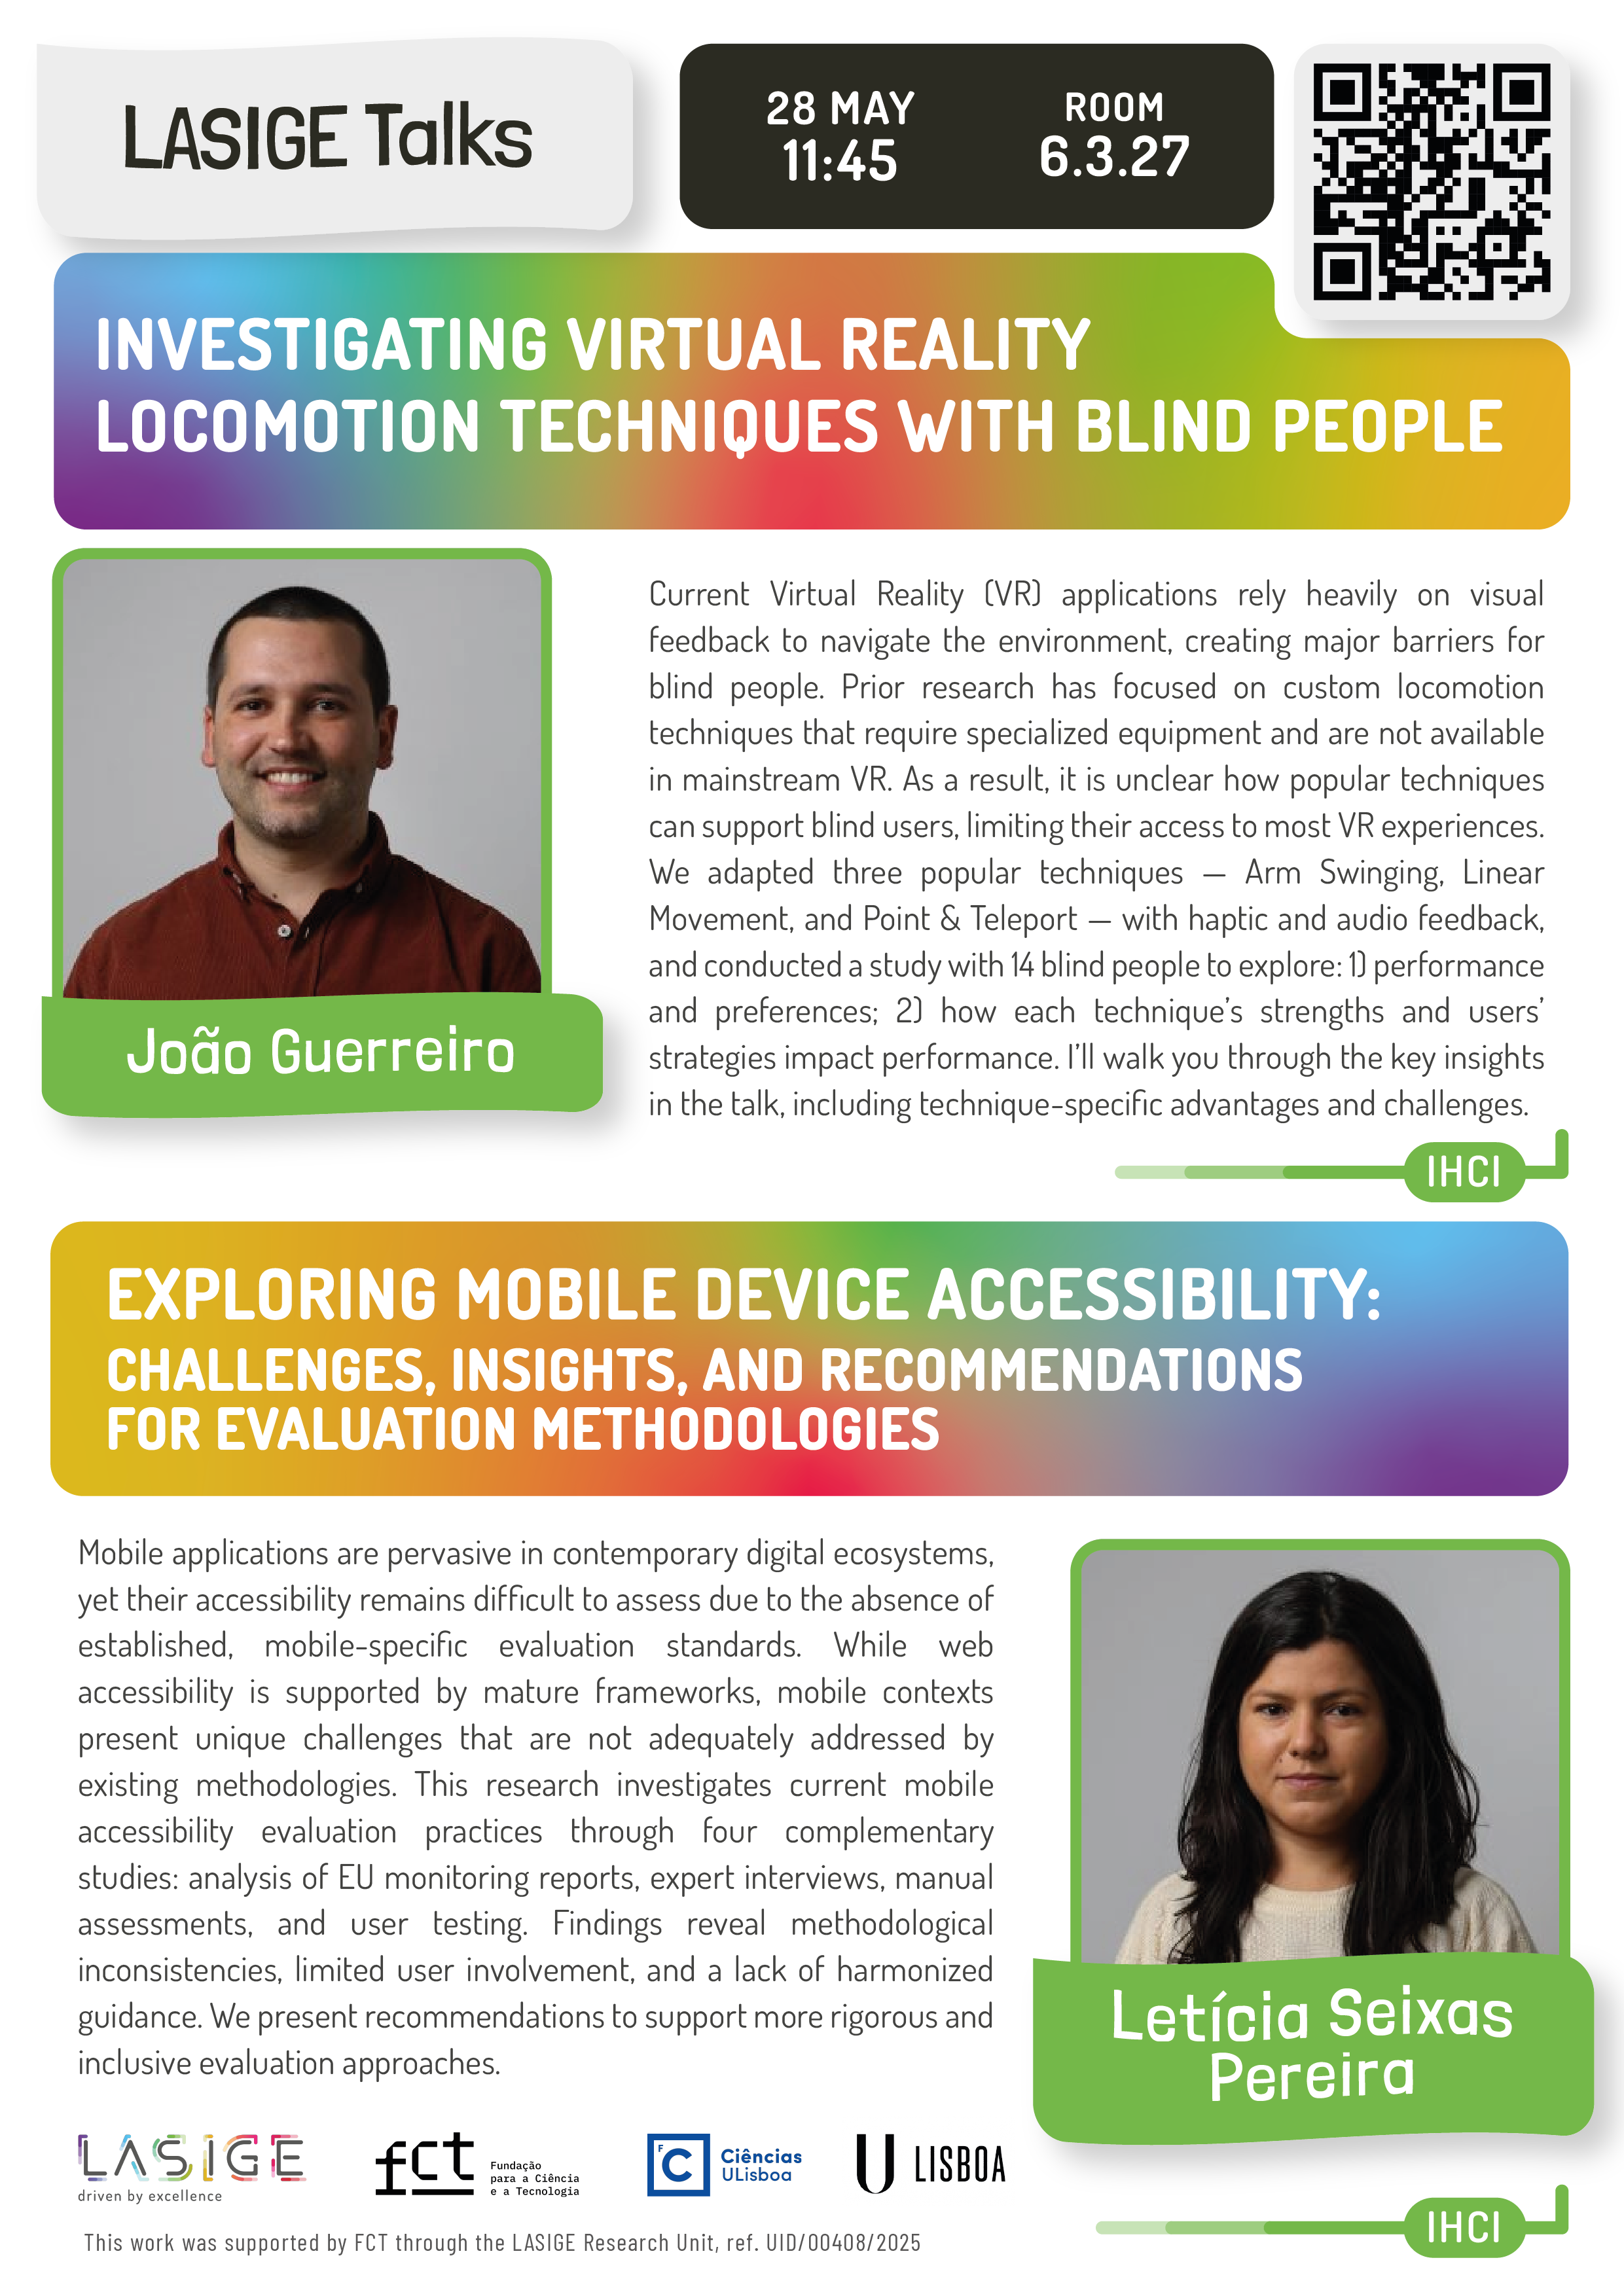 LASIGE Talks
28 MAY
11:45
ROOM
6.3.27
INVESTIGATING VIRTUAL REALITY
LOCOMOTION TECHNIQUES WITH BLIND PEOPLE
Current Virtual Reality (VR) applications rely heavily on visual
feedback to navigate the environment, creating major barriers for
blind people. Prior research has focused on custom locomotion
techniques that require specialized equipment and are not available
in mainstream VR. As a result, it is unclear how popular techniques
can support blind users, limiting their access to most VR experiences.
We adapted three popular techniques — Arm Swinging, Linear
Movement, and Point & Teleport — with haptic and audio feedback,
and conducted a study with 14 blind people to explore: 1) performance
and preferences; 2) how each technique’s strengths and users’
strategies impact performance. I’ll walk you through the key insights
in the talk, including technique-specific advantages and challenges.
João Guerreiro
IHCI
EXPLORING MOBILE DEVICE ACCESSIBILITY:
CHALLENGES, INSIGHTS, AND RECOMMENDATIONS
FOR EVALUATION METHODOLOGIES
Mobile applications are pervasive in contemporary digital ecosystems,
yet their accessibility remains difficult to assess due to the absence of
established, mobile-specific evaluation standards. While web
accessibility is supported by mature frameworks, mobile contexts
present unique challenges that are not adequately addressed by
existing methodologies. This research investigates current mobile
accessibility evaluation practices through four complementary
studies: analysis of EU monitoring reports, expert interviews, manual
assessments, and user testing. Findings reveal methodological
inconsistencies, limited user involvement, and a lack of harmonized
guidance. We present recommendations to support more rigorous and
inclusive evaluation approaches.
Letícia Seixas
Pereira
LASIGE
driven by excellence
fct
Fundação
para a Ciência
e a Tecnologia
F
C
Ciências
ULisboa
U LISBOA
IHCI
This work was supported by FCT through the LASIGE Research Unit, ref. UID/00408/2025